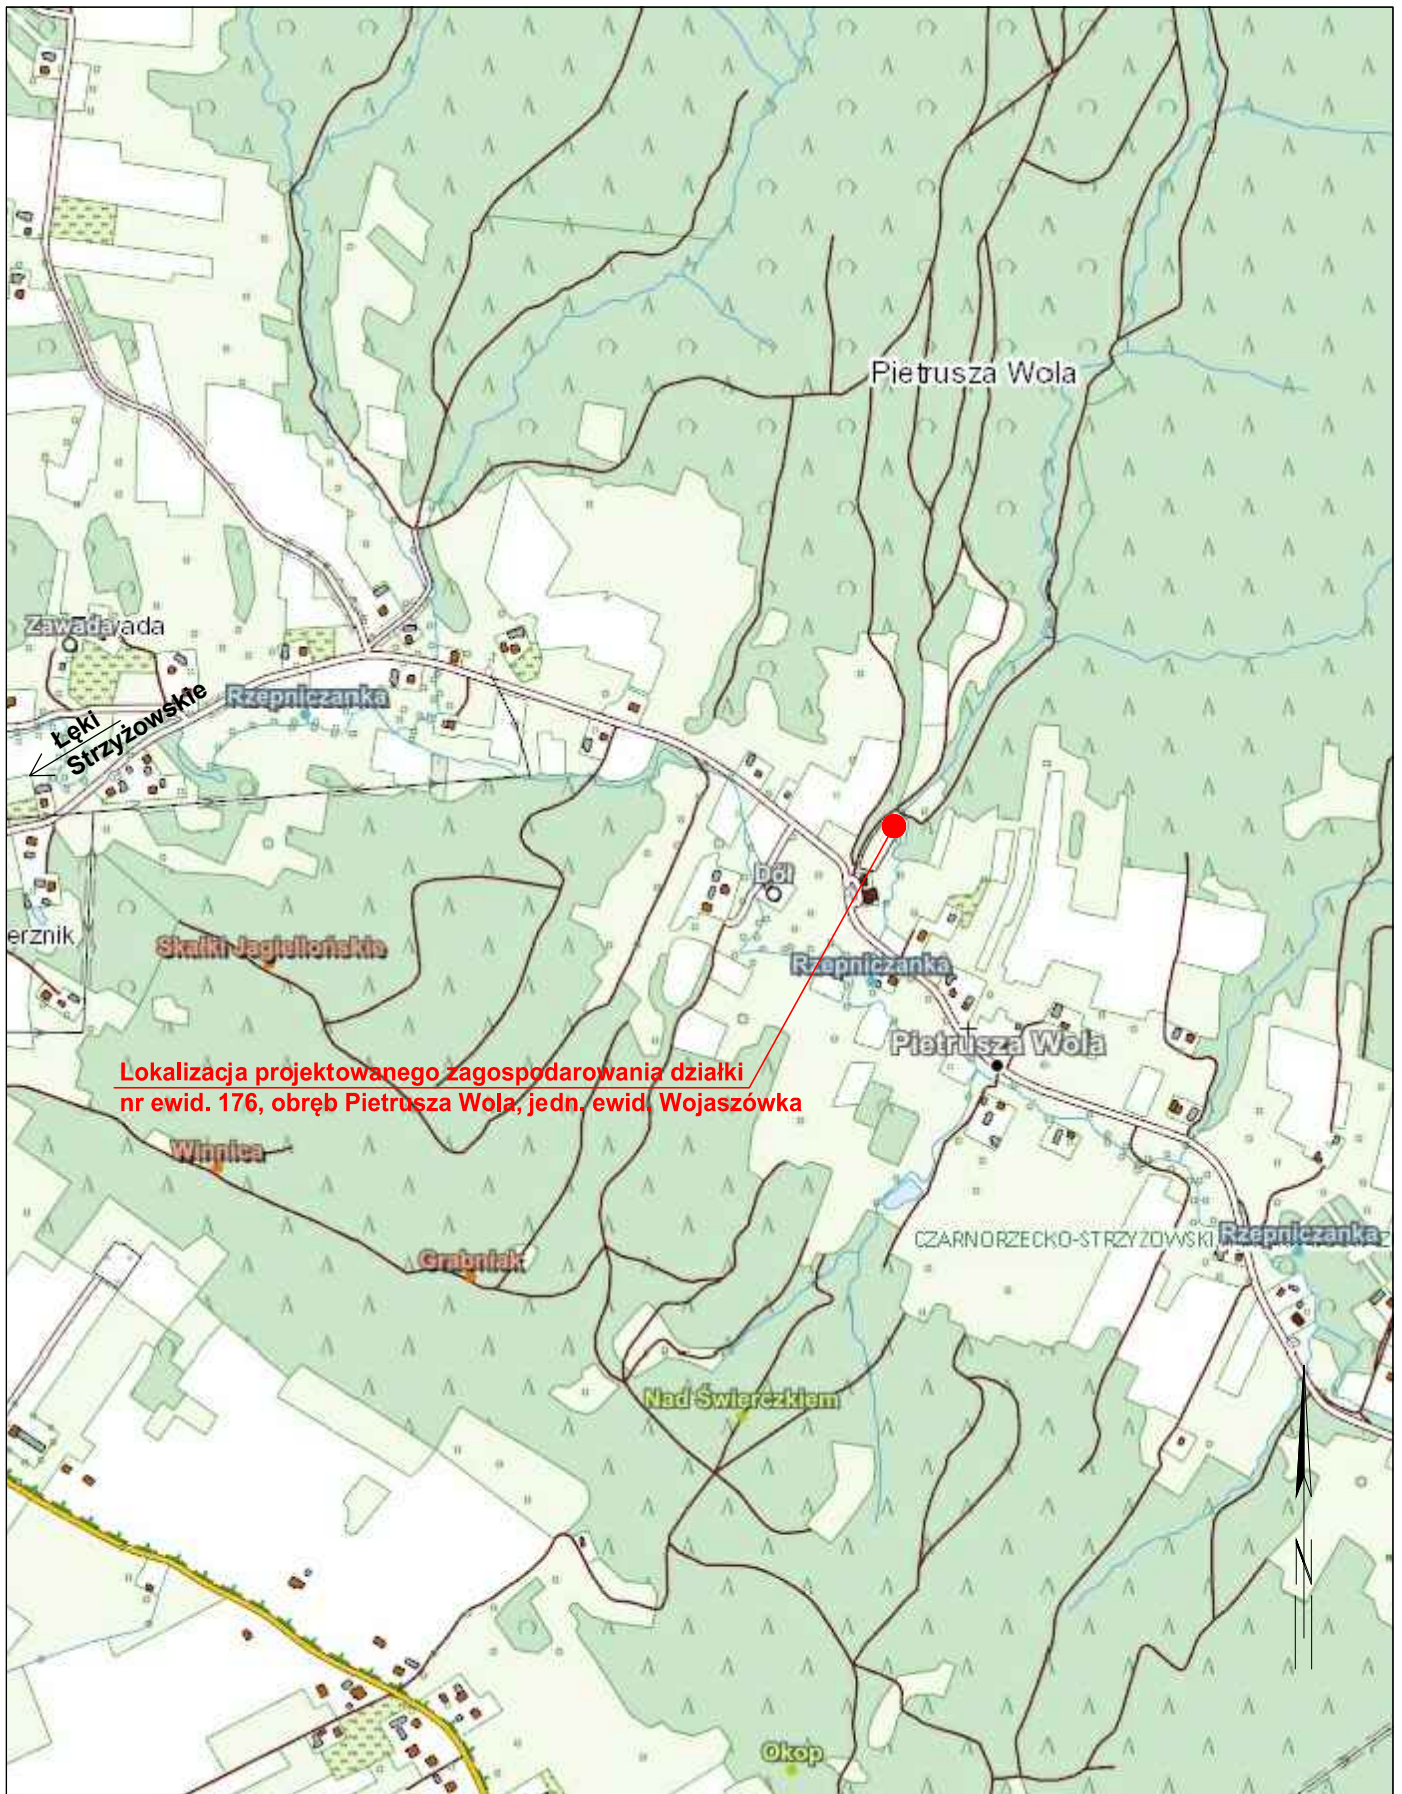 Pietrusza Wola
Zawada
Rzepniczanka
Łęki
Strzyżowskie
Dół
erznik
Skałki Jagiellońskie
Rzepniczanka
Pietrusza Wola
Lokalizacja projektowanego zagospodarowania działki
nr ewid. 176, obręb Pietrusza Wola, jedn. ewid. Wojaszówka
Winnica
CZARNORZECKO-STRZYŻOWSKI
Rzepniczanka
Grabniak
Nad Świerczkiem
N
Okop